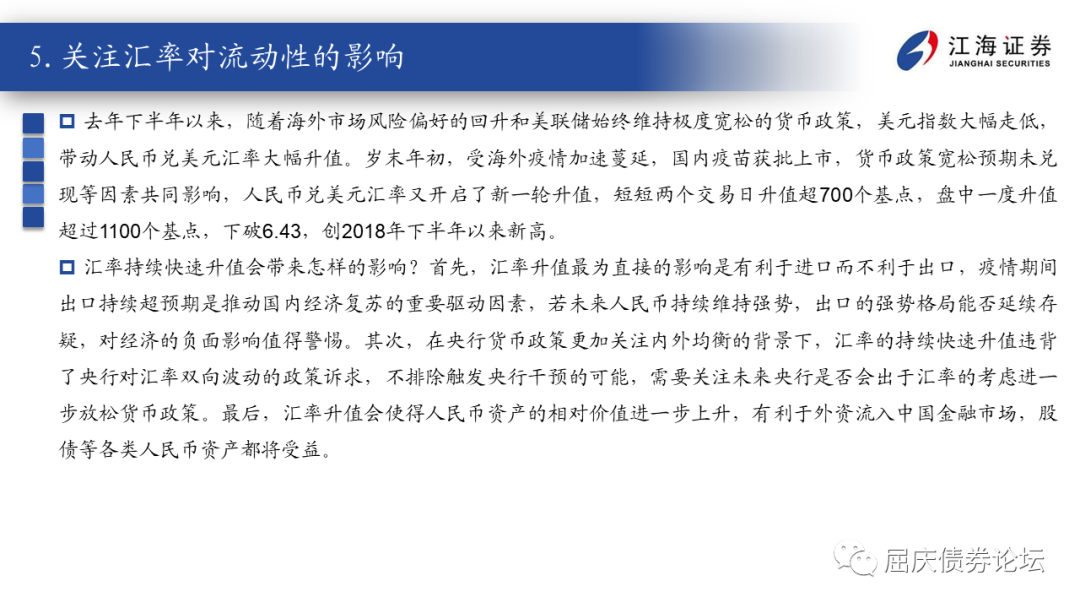 5. 关注汇率对流动性的影响
江海证券
JIANGHAI SECURITIES
去年下半年以来，随着海外市场风险偏好的回升和美联储始终维持极度宽松的货币政策，美元指数大幅走低，
带动人民币兑美元汇率大幅升值。岁末年初，受海外疫情加速蔓延，国内疫苗获批上市，货币政策宽松预期未兑
现等因素共同影响，人民币兑美元汇率又开启了新一轮升值，短短两个交易日升值超700个基点，盘中一度升值
超过1100个基点，下破6.43，创2018年下半年以来新高。
汇率持续快速升值会带来怎样的影响？首先，汇率升值最为直接的影响是有利于进口而不利于出口，疫情期间
出口持续超预期是推动国内经济复苏的重要驱动因素，若未来人民币持续维持强势，出口的强势格局能否延续存
疑，对经济的负面影响值得警惕。其次，在央行货币政策更加关注内外均衡的背景下，汇率的持续快速升值违背
了央行对汇率双向波动的政策诉求，不排除触发央行干预的可能，需要关注未来央行是否会出于汇率的考虑进一
步放松货币政策。最后，汇率升值会使得人民币资产的相对价值进一步上升，有利于外资流入中国金融市场，股
债等各类人民币资产都将受益。
屈庆债券论坛